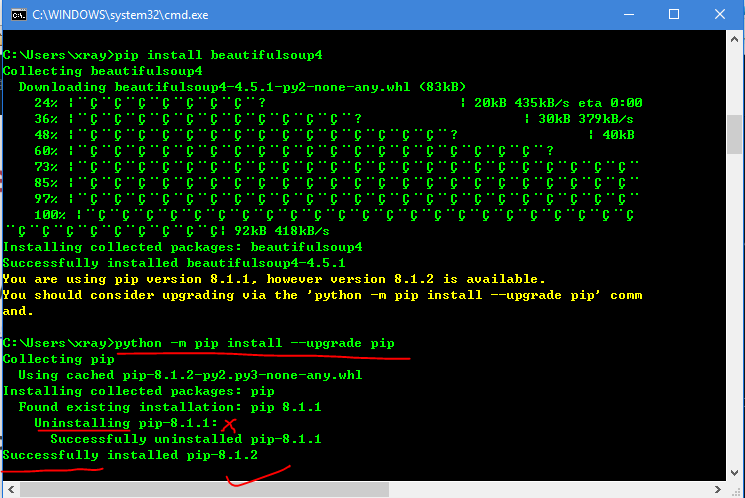 C:\WINDOWS\system32\cmd.exe
C:\Users\xray>pip install beautifulsoup4
Collecting beautifulsoup4
Downloading beautifulsoup4-4.5.1-py2-none-any.whl (83kB)
24% |¨Ç¨Ç¨Ç¨Ç¨Ç¨Ç¨Ç¨? | 20kB 435kB/s eta 0:00
36% |¨Ç¨Ç¨Ç¨Ç¨Ç¨Ç¨Ç¨Ç¨Ç¨Ç¨Ç¨? | 30kB 379kB/s
48% |¨Ç¨Ç¨Ç¨Ç¨Ç¨Ç¨Ç¨Ç¨Ç¨Ç¨Ç¨Ç¨Ç¨Ç¨Ç¨? | 40kB
60% |¨Ç¨Ç¨Ç¨Ç¨Ç¨Ç¨Ç¨Ç¨Ç¨Ç¨Ç¨Ç¨Ç¨Ç¨Ç¨Ç¨Ç¨Ç¨Ç¨?
73% |¨Ç¨Ç¨Ç¨Ç¨Ç¨Ç¨Ç¨Ç¨Ç¨Ç¨Ç¨Ç¨Ç¨Ç¨Ç¨Ç¨Ç¨Ç¨Ç¨Ç¨Ç¨Ç¨
85% |¨Ç¨Ç¨Ç¨Ç¨Ç¨Ç¨Ç¨Ç¨Ç¨Ç¨Ç¨Ç¨Ç¨Ç¨Ç¨Ç¨Ç¨Ç¨Ç¨Ç¨Ç¨Ç¨
97% |¨Ç¨Ç¨Ç¨Ç¨Ç¨Ç¨Ç¨Ç¨Ç¨Ç¨Ç¨Ç¨Ç¨Ç¨Ç¨Ç¨Ç¨Ç¨Ç¨Ç¨Ç¨Ç¨
100% |¨Ç¨Ç¨Ç¨Ç¨Ç¨Ç¨Ç¨Ç¨Ç¨Ç¨Ç¨Ç¨Ç¨Ç¨Ç¨Ç¨Ç¨Ç¨Ç¨Ç¨Ç¨Ç
¨Ç¨Ç¨Ç¨Ç¨Ç¨Ç¨Ç¨Ç| 92kB 418kB/s
Installing collected packages: beautifulsoup4
Successfully installed beautifulsoup4-4.5.1
You are using pip version 8.1.1, however version 8.1.2 is available.
You should consider upgrading via the 'python -m pip install --upgrade pip' comm
and.
C:\Users\xray>python -m pip install --upgrade pip
Collecting pip
Using cached pip-8.1.2-py2.py3-none-any.whl
Installing collected packages: pip
Found existing installation: pip 8.1.1
Uninstalling pip-8.1.1:
Successfully uninstalled pip-8.1.1
Successfully installed pip-8.1.2